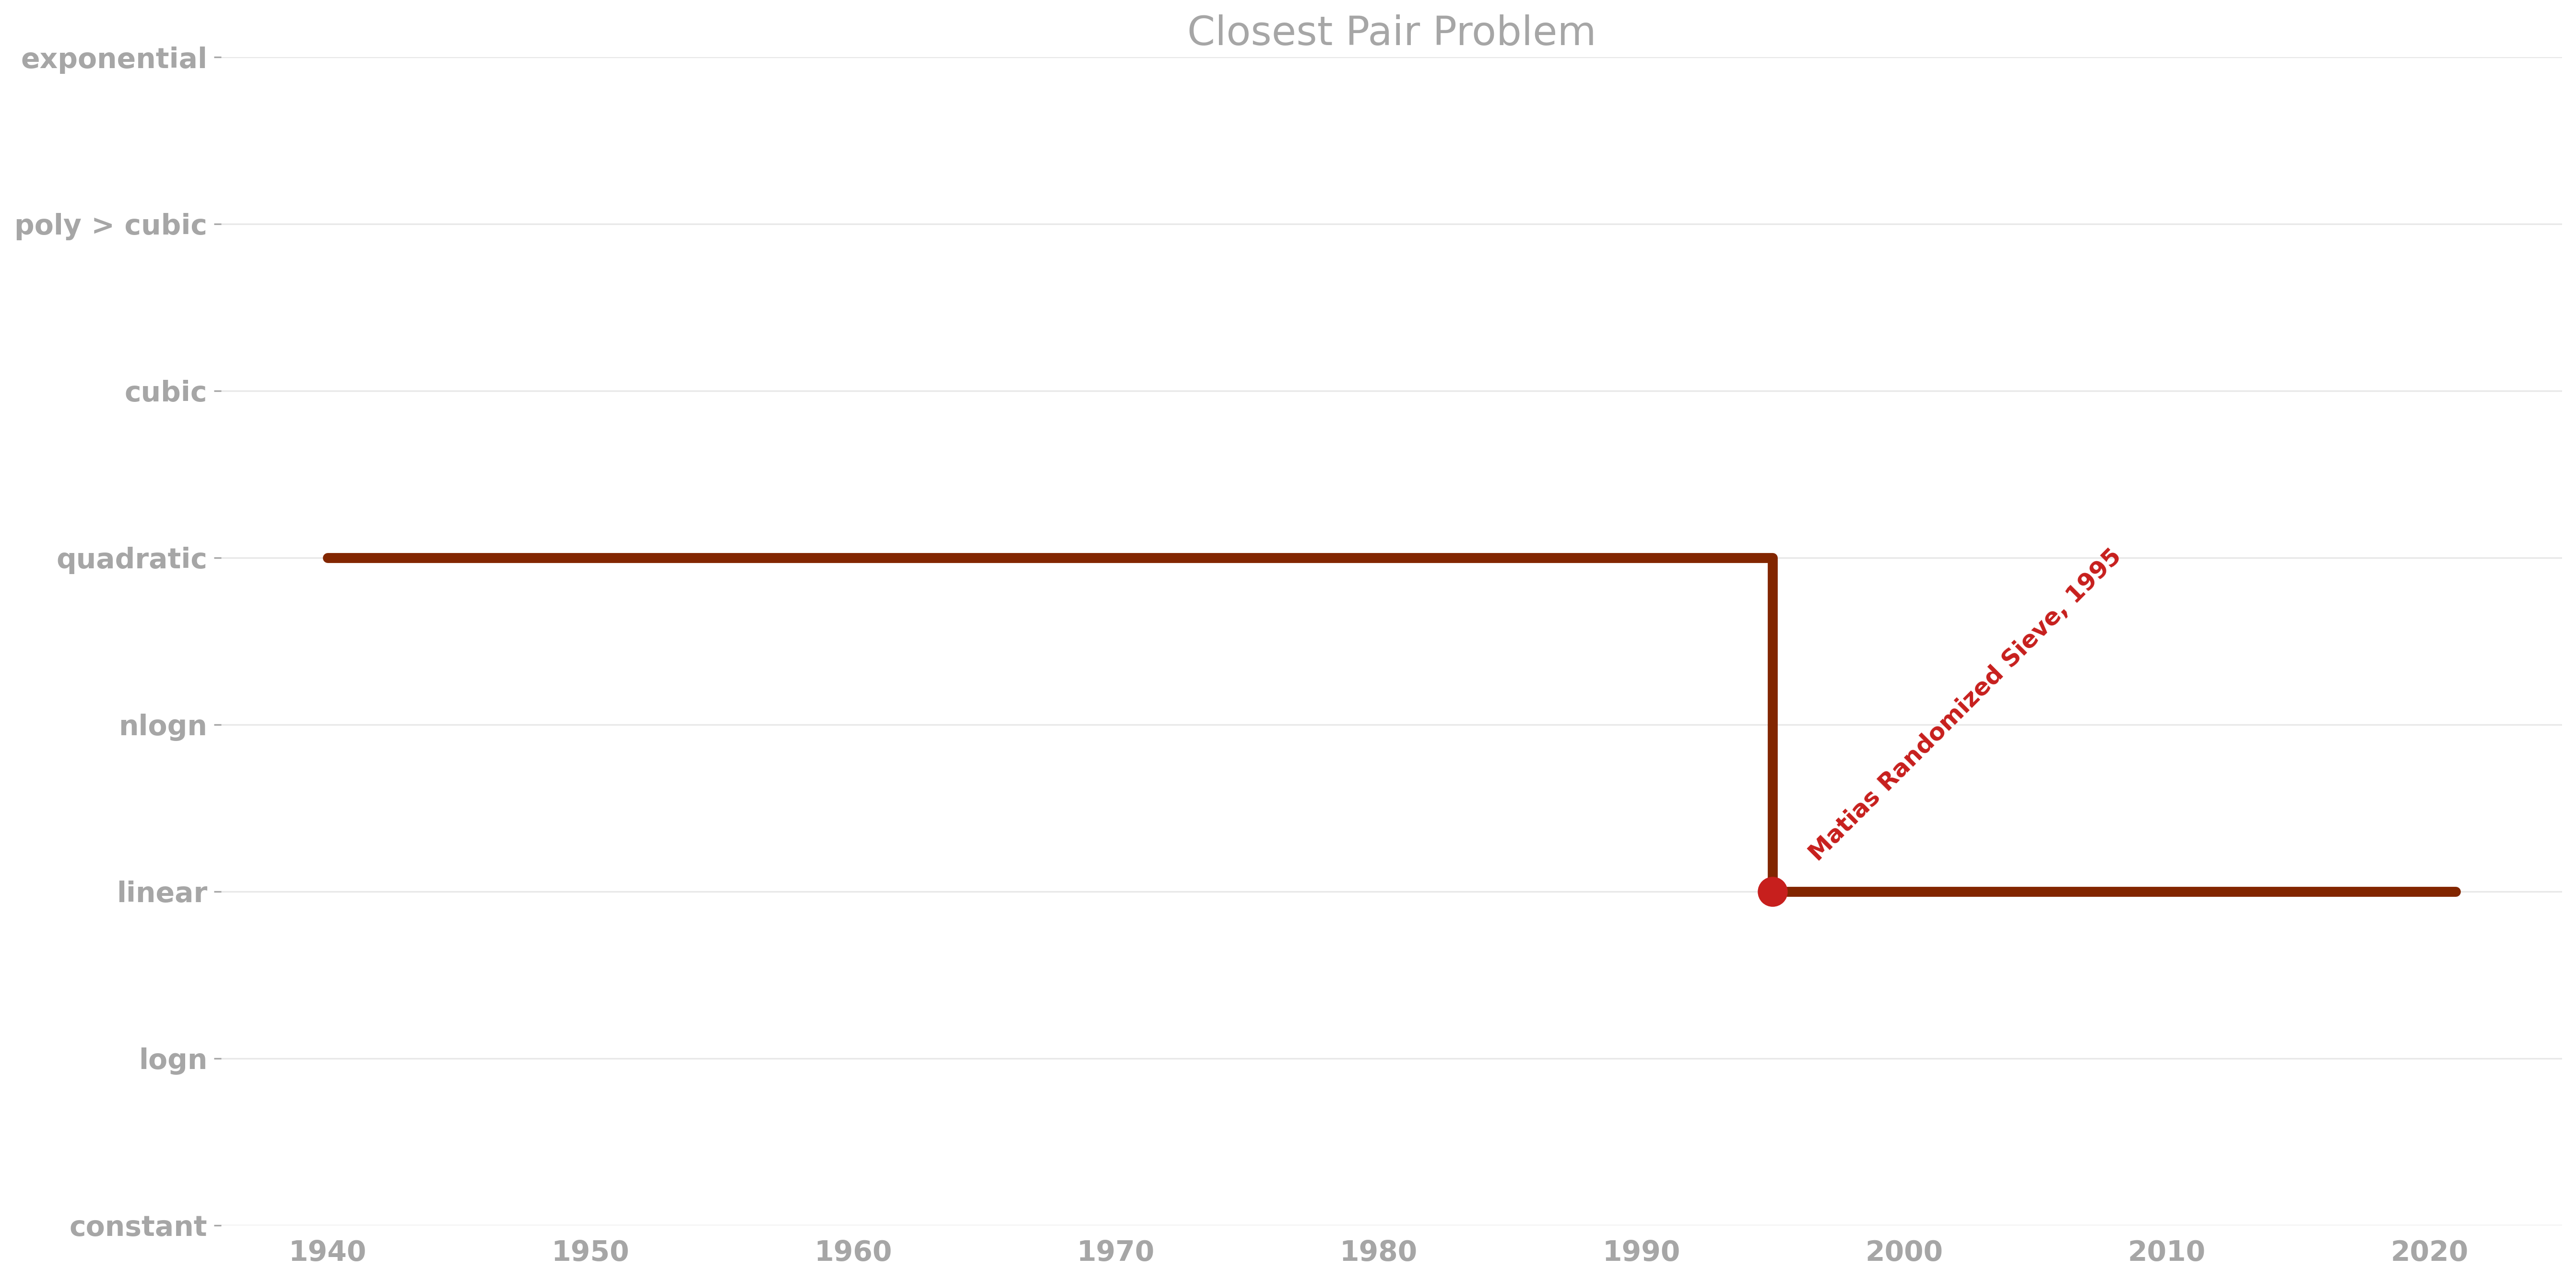 Closest Pair Problem
exponential
poly > cubic
cubic
quadratic
nlogn
linear
logn
constant
Matias Randomized Sieve, 1995
1940 1950 1960 1970 1980 1990 2000 2010 2020